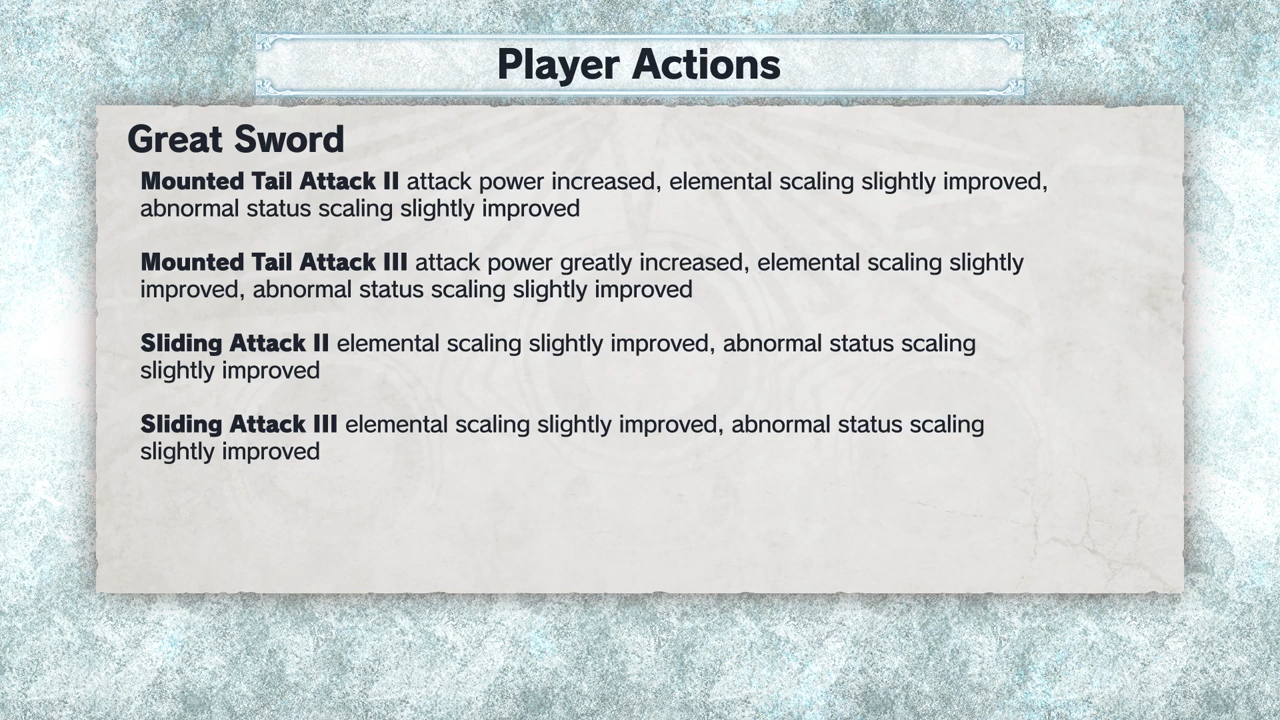 Player Actions
Great Sword
Mounted Tail Attack II attack power increased, elemental scaling slightly improved,
abnormal status scaling slightly improved
Mounted Tail Attack III attack power greatly increased, elemental scaling slightly
improved, abnormal status scaling slightly improved
Sliding Attack II elemental scaling slightly improved, abnormal status scaling
slightly improved
Sliding Attack III elemental scaling slightly improved, abnormal status scaling
slightly improved